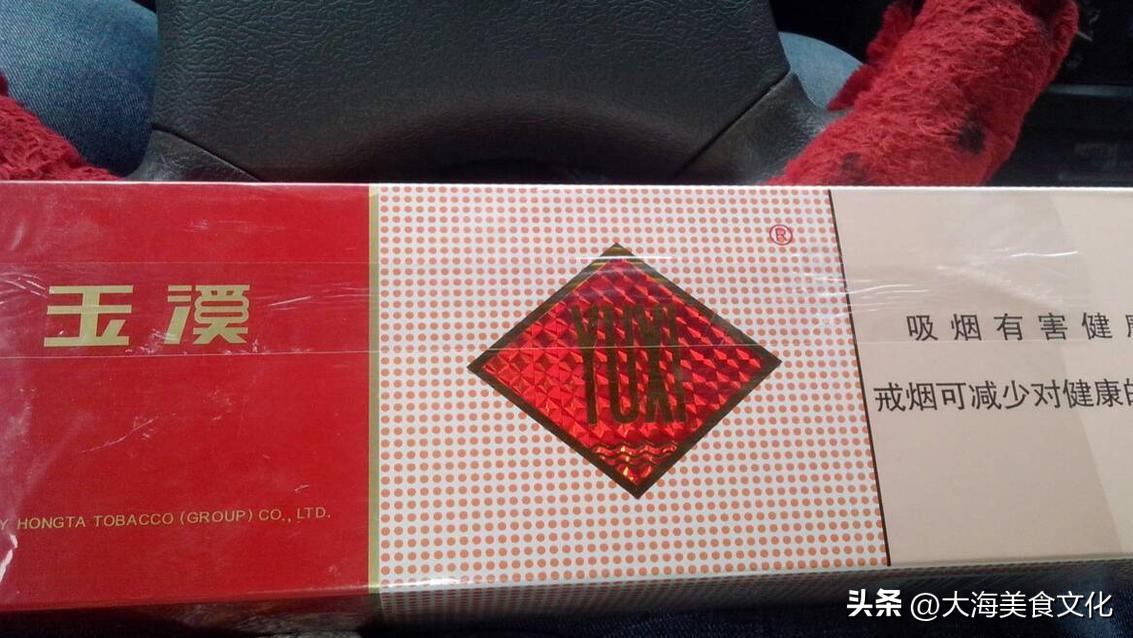 玉溪
Y HONGTA TOBACCO (GROUP) CO., LTD.
®
YUXI
吸烟有害健
戒烟可减少对健康的
头条 @大海美食文化